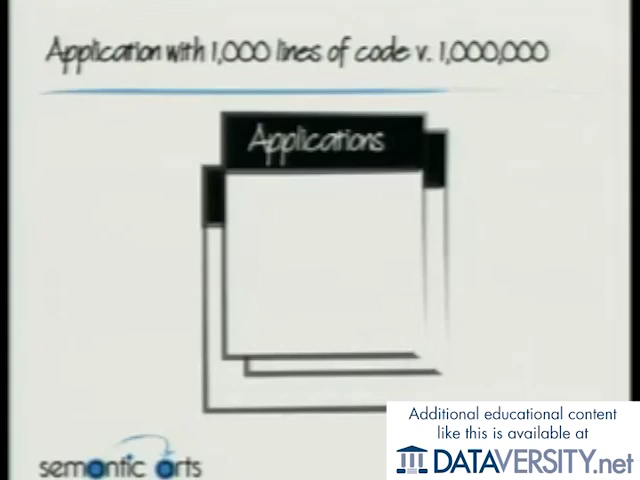 Application with 1,000 lines of code v. 1,000,000
Applications
semantic arts
Additional educational content
like this is available at
DATAVERSITY.net